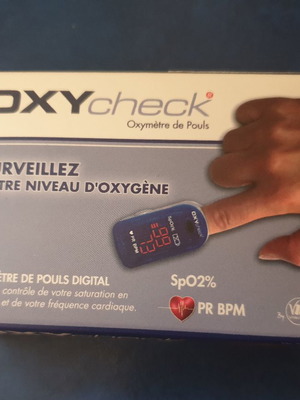 OXYcheck
Oxymètre de Pouls
URVEILLEZ
TRE NIVEAU D'OXYGÈNE
ÈTRE DE POULS DIGITAL
contrôle de votre saturation en
et de votre fréquence cardiaque.
SpO2%
PR BPM